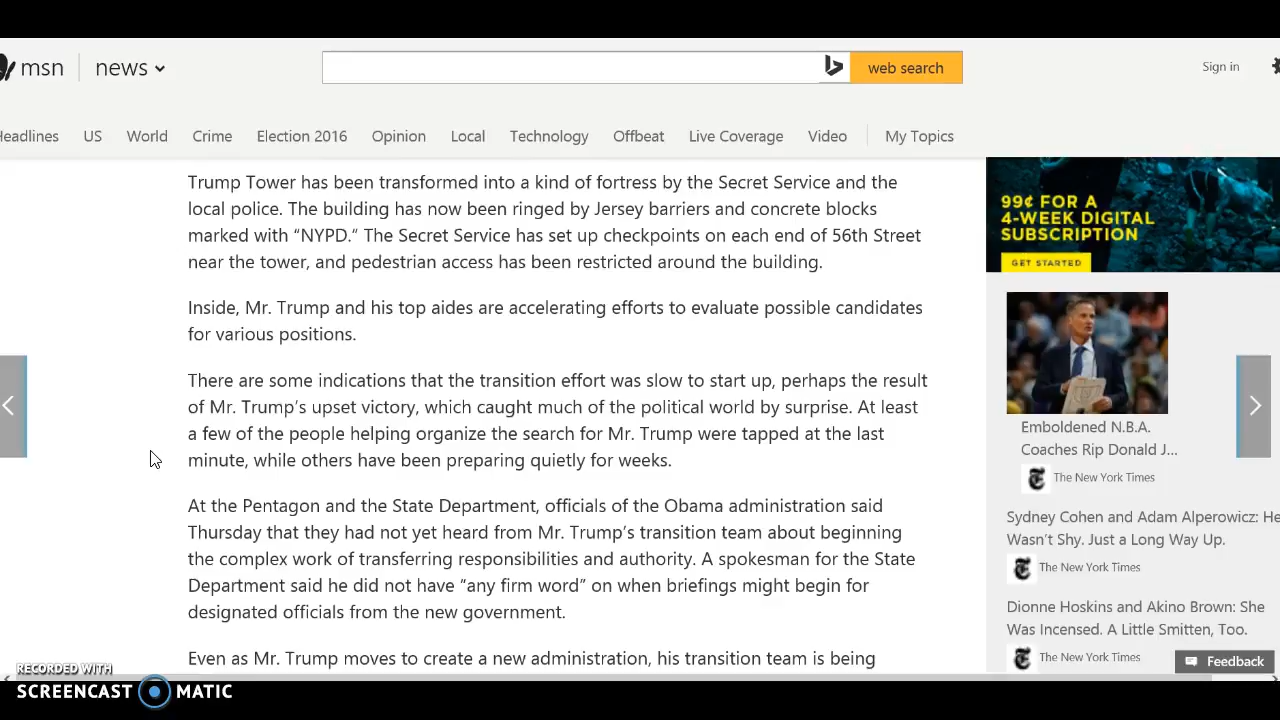 msn
news
web search
Sign in
Headlines
US
World
Crime
Election 2016
Opinion
Local
Technology
Offbeat
Live Coverage
Video
My Topics
Trump Tower has been transformed into a kind of fortress by the Secret Service and the
local police. The building has now been ringed by Jersey barriers and concrete blocks
marked with “NYPD.” The Secret Service has set up checkpoints on each end of 56th Street
near the tower, and pedestrian access has been restricted around the building.
Inside, Mr. Trump and his top aides are accelerating efforts to evaluate possible candidates
for various positions.
There are some indications that the transition effort was slow to start up, perhaps the result
of Mr. Trump’s upset victory, which caught much of the political world by surprise. At least
a few of the people helping organize the search for Mr. Trump were tapped at the last
minute, while others have been preparing quietly for weeks.
At the Pentagon and the State Department, officials of the Obama administration said
Thursday that they had not yet heard from Mr. Trump’s transition team about beginning
the complex work of transferring responsibilities and authority. A spokesman for the State
Department said he did not have “any firm word” on when briefings might begin for
designated officials from the new government.
Even as Mr. Trump moves to create a new administration, his transition team is being
99¢ FOR A
4-WEEK DIGITAL
SUBSCRIPTION
GET STARTED
Emboldened N.B.A.
Coaches Rip Donald J...
The New York Times
Sydney Cohen and Adam Alperowicz: He
Wasn’t Shy. Just a Long Way Up.
The New York Times
Dionne Hoskins and Akino Brown: She
Was Incensed. A Little Smitten, Too.
The New York Times
Feedback
RECORDED WITH
SCREENCAST MATIC